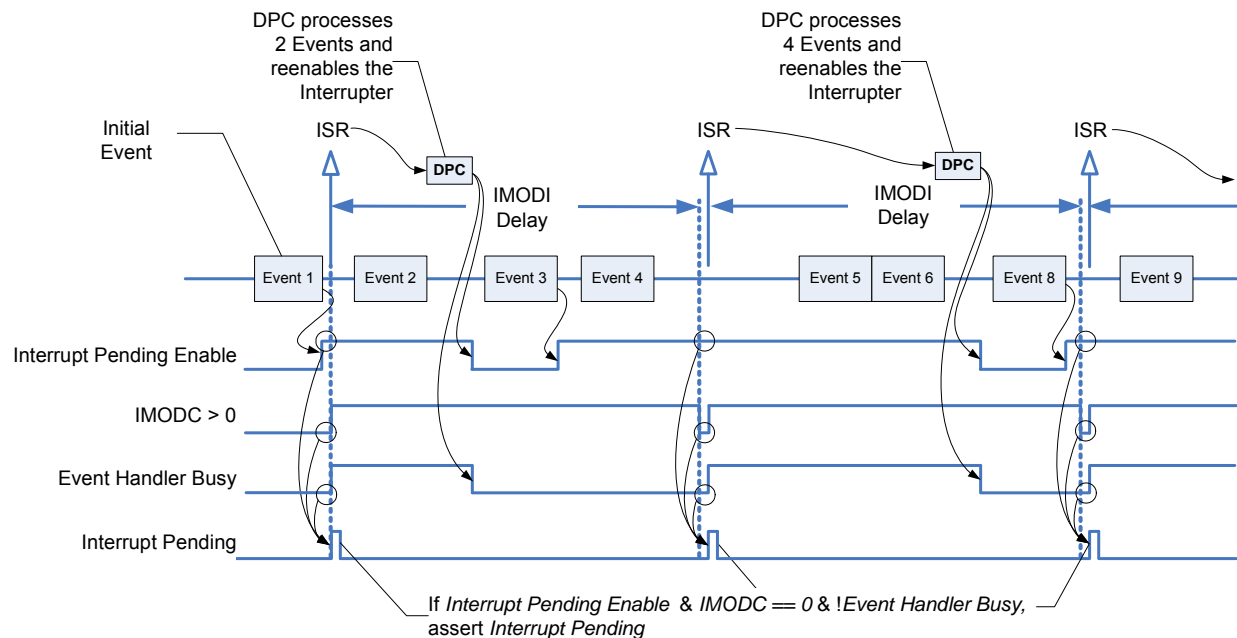 DPC processes
2 Events and
reenables the
Interrupter
DPC processes
4 Events and
reenables the
Interrupter
Initial
Event
ISR
DPC
ISR
DPC
ISR
IMODI
Delay
IMODI
Delay
Event 1
Event 2
Event 3
Event 4
Event 5
Event 6
Event 8
Event 9
Interrupt Pending Enable
IMODC > 0
Event Handler Busy
Interrupt Pending
If Interrupt Pending Enable & IMODC == 0 & !Event Handler Busy,
assert Interrupt Pending